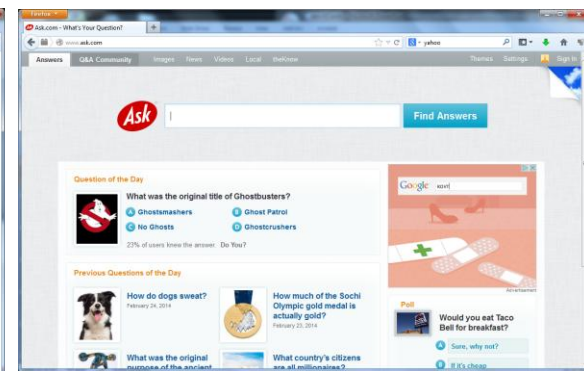 Firefox
Ask.com - What's Your Question?
www.ask.com
yahoo
Answers Q&A Community Images News Videos Local theKnow Themes Settings Sign In
Ask
Find Answers
Question of the Day
What was the original title of Ghostbusters?
A Ghostsmashers B Ghost Patrol
C No Ghosts D Ghostcrushers
23% of users knew the answer. Do You?
Previous Questions of the Day
How do dogs sweat?
February 24, 2014
How much of the Sochi
Olympic gold medal is
actually gold?
February 23, 2014
What was the original
purpose of the ancient
What country's citizens
are all millionaires?
Google
Advertisement
Poll
Would you eat Taco
Bell for breakfast?
A Sure, why not?
B If it's cheap